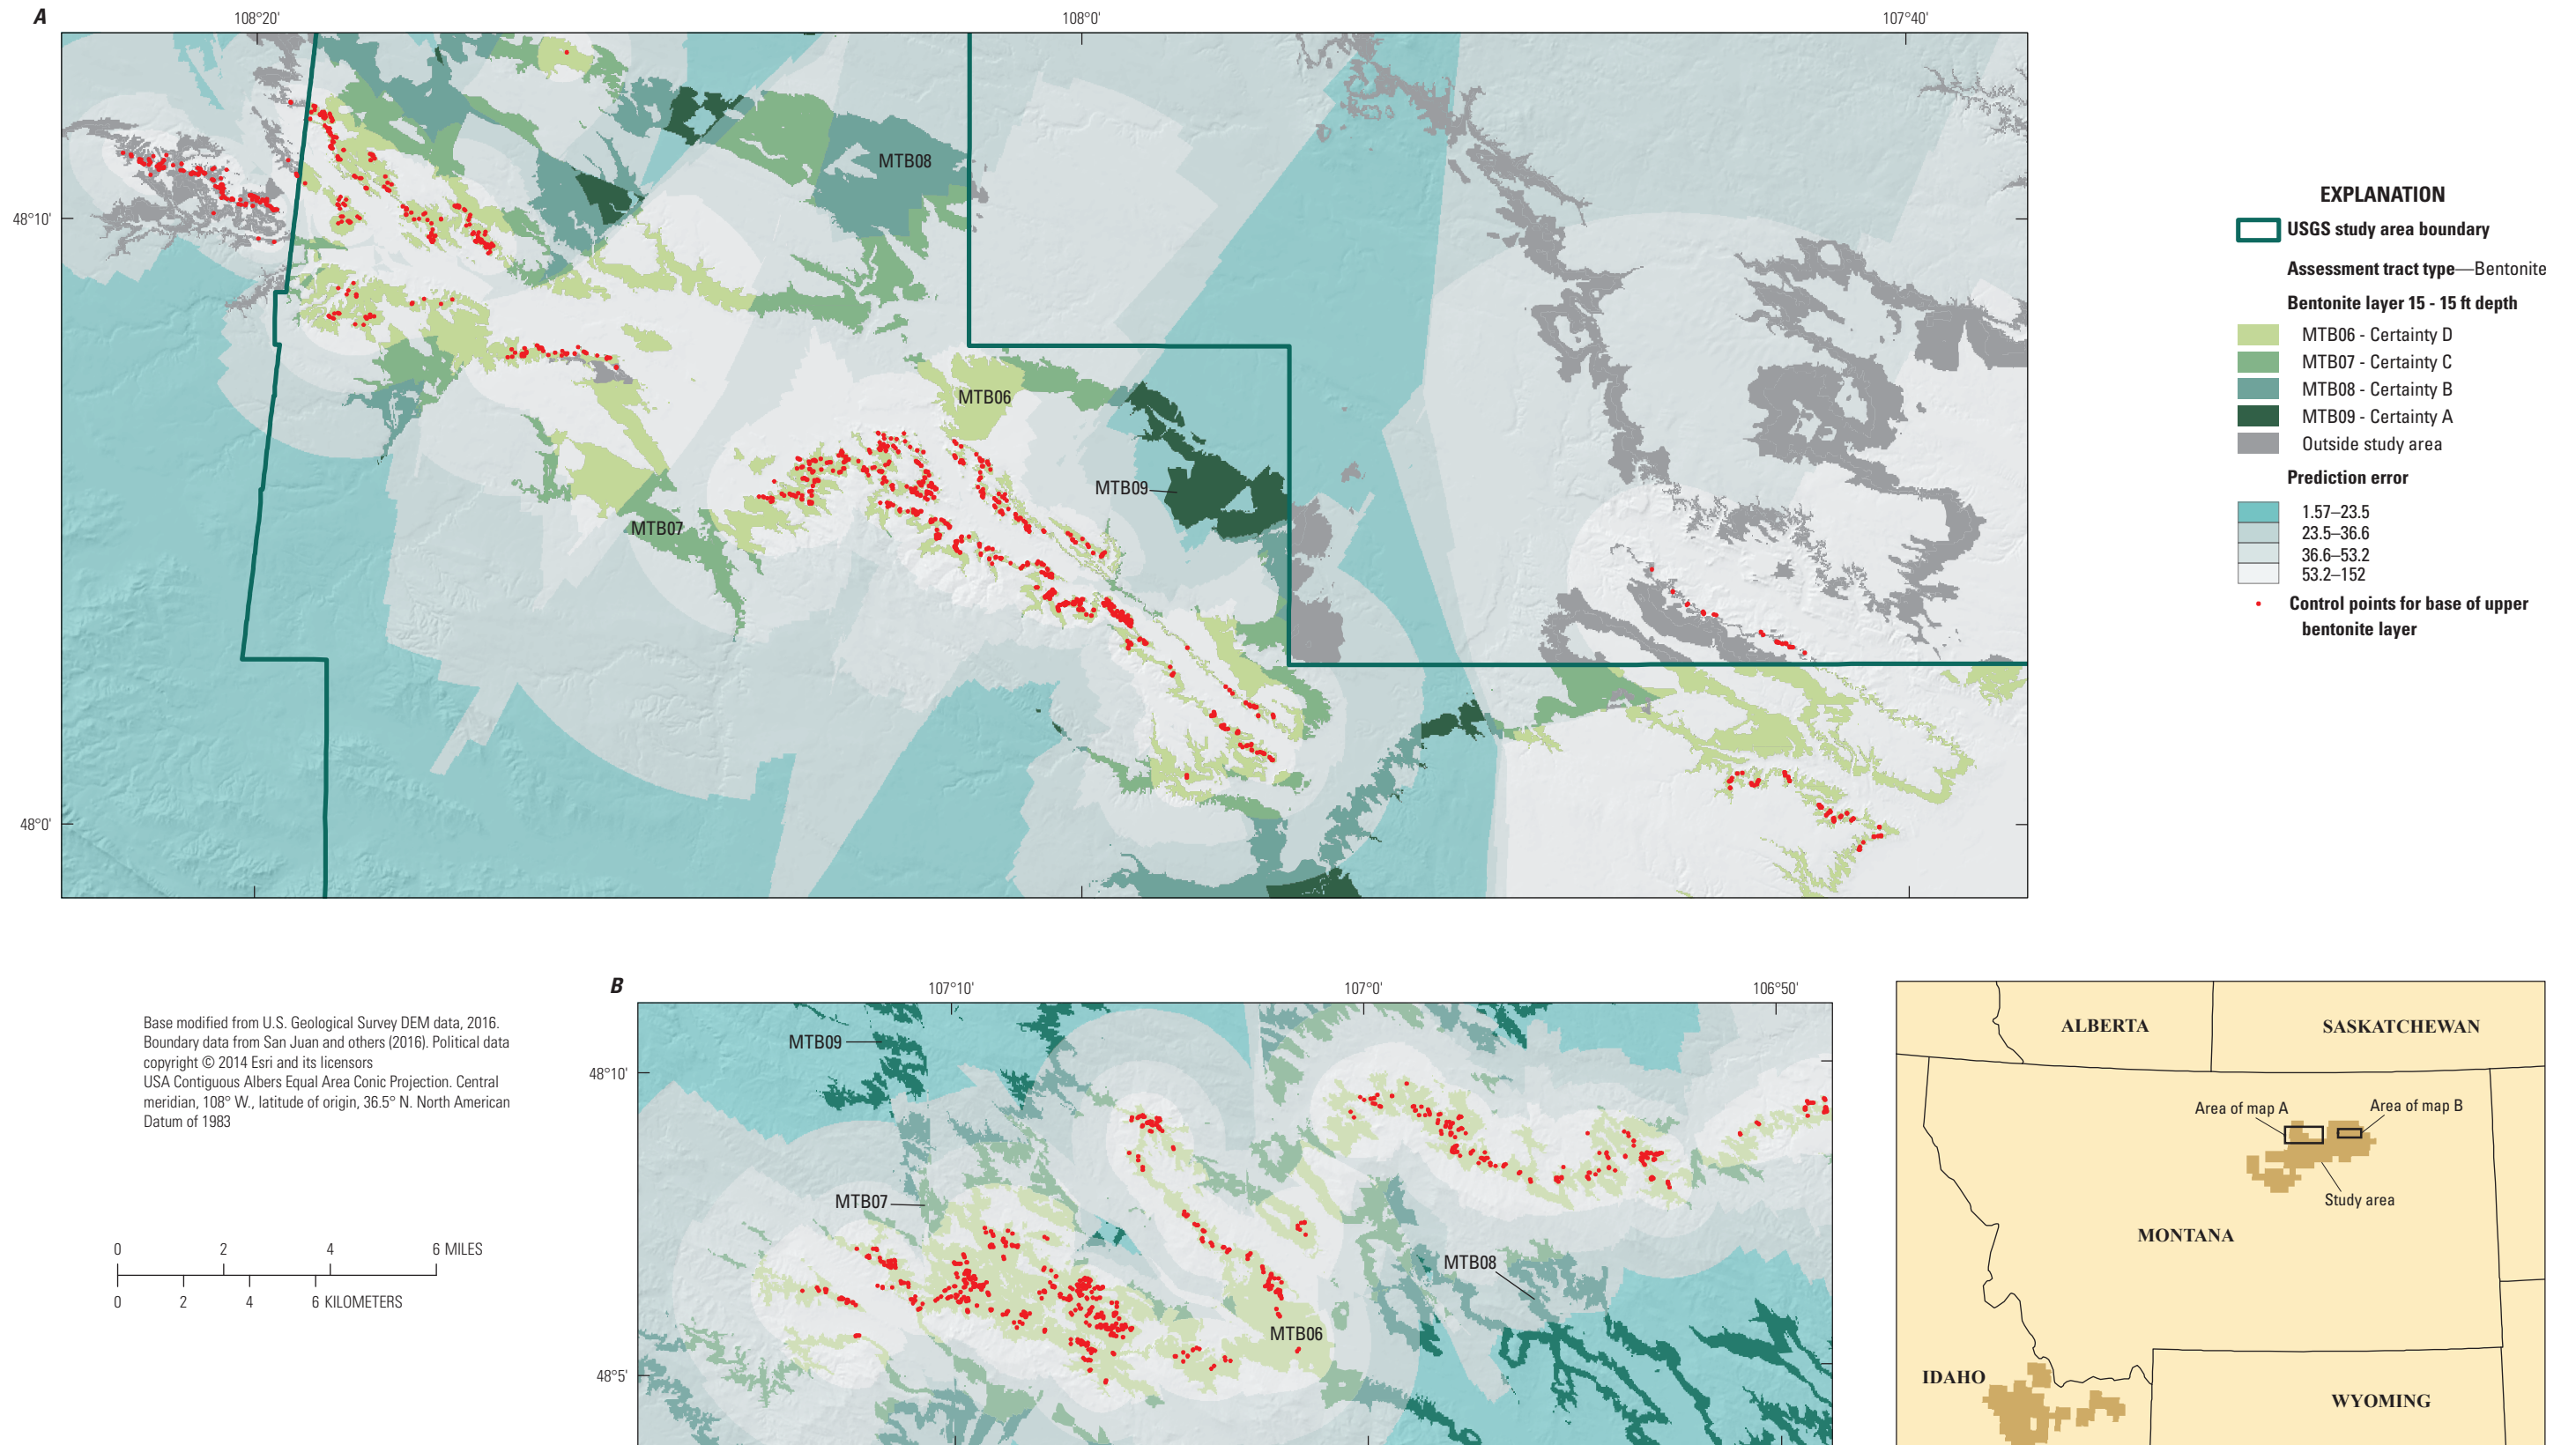 A
108°20'
108°0'
107°40'
48°10'
48°0'
MTB08
MTB06
MTB09
MTB07
EXPLANATION
USGS study area boundary
Assessment tract type—Bentonite
Bentonite layer 15 - 15 ft depth
MTB06 - Certainty D
MTB07 - Certainty C
MTB08 - Certainty B
MTB09 - Certainty A
Outside study area
Prediction error
1.57–23.5
23.5–36.6
36.6–53.2
53.2–152
Control points for base of upper
bentonite layer
Base modified from U.S. Geological Survey DEM data, 2016.
Boundary data from San Juan and others (2016). Political data
copyright © 2014 Esri and its licensors
USA Contiguous Albers Equal Area Conic Projection. Central
meridian, 108° W., latitude of origin, 36.5° N. North American
Datum of 1983
0 2 4 6 MILES
0 2 4 6 KILOMETERS
B
107°10'
107°0'
106°50'
48°10'
48°5'
MTB09
MTB07
MTB08
MTB06
ALBERTA
SASKATCHEWAN
Area of map A
Area of map B
Study area
MONTANA
IDAHO
WYOMING